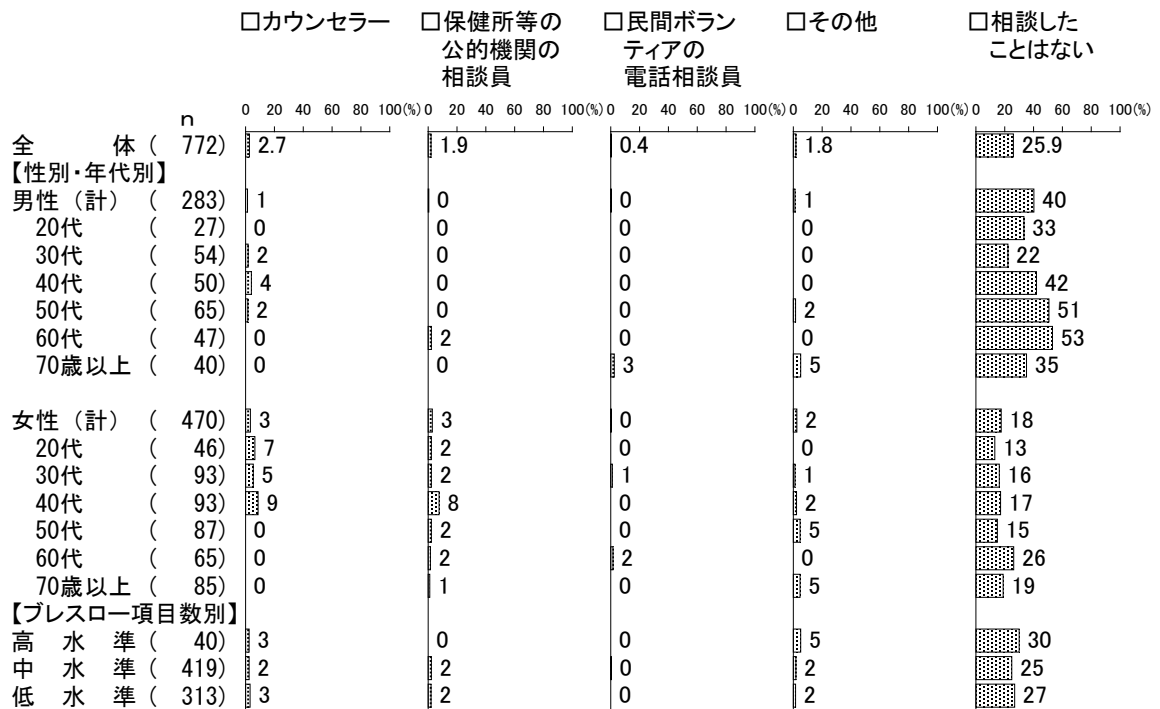 □カウンセラー □保健所等の □民間ボラン □その他 □相談した
公的機関の ティアの ことはない
相談員 電話相談員
n 0 20 40 60 80 100(%) 0 20 40 60 80 100(%) 0 20 40 60 80 100(%) 0 20 40 60 80 100(%) 0 20 40 60 80 100(%)
全体( 772) 2.7 1.9 0.4 1.8 25.9
【性別・年代別】
男性(計) ( 283) 1 0 0 1 40
20代 ( 27) 0 0 0 0 33
30代 ( 54) 2 0 0 0 22
40代 ( 50) 4 0 0 0 42
50代 ( 65) 2 0 0 2 51
60代 ( 47) 0 2 0 0 53
70歳以上 ( 40) 0 0 3 5 35
女性(計) ( 470) 3 3 0 2 18
20代 ( 46) 7 2 0 0 13
30代 ( 93) 5 2 1 1 16
40代 ( 93) 9 8 0 2 17
50代 ( 87) 0 2 0 5 15
60代 ( 65) 0 2 2 0 26
70歳以上 ( 85) 0 1 0 5 19
【ブレスロー項目数別】
高水準( 40) 3 0 0 5 30
中水準( 419) 2 2 0 2 25
低水準( 313) 3 2 0 2 27